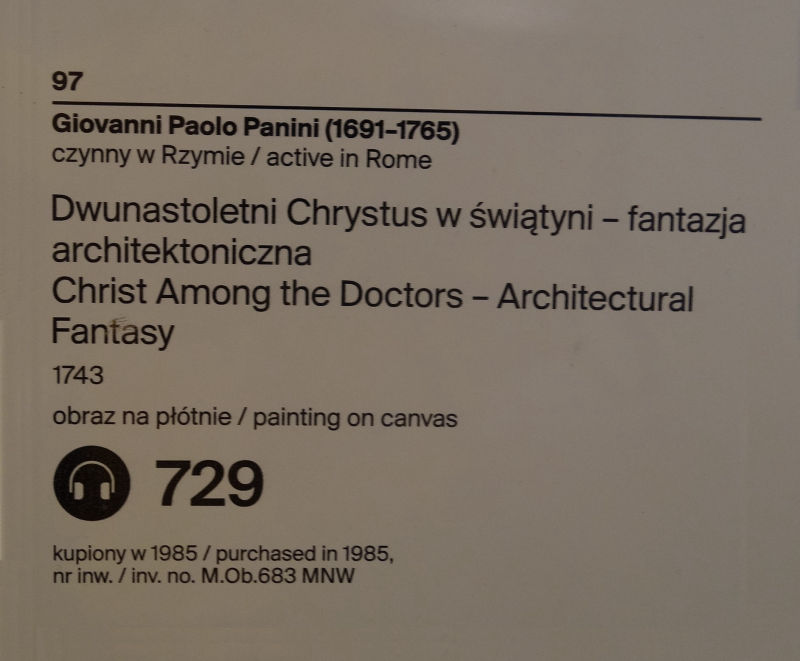 97
Giovanni Paolo Panini (1691–1765)
czynny w Rzymie / active in Rome
Dwunastoletni Chrystus w świątyni – fantazja
architektoniczna
Christ Among the Doctors – Architectural
Fantasy
1743
obraz na płótnie / painting on canvas
729
kupiony w 1985 / purchased in 1985,
nr inw. / inv. no. M.Ob.683 MNW